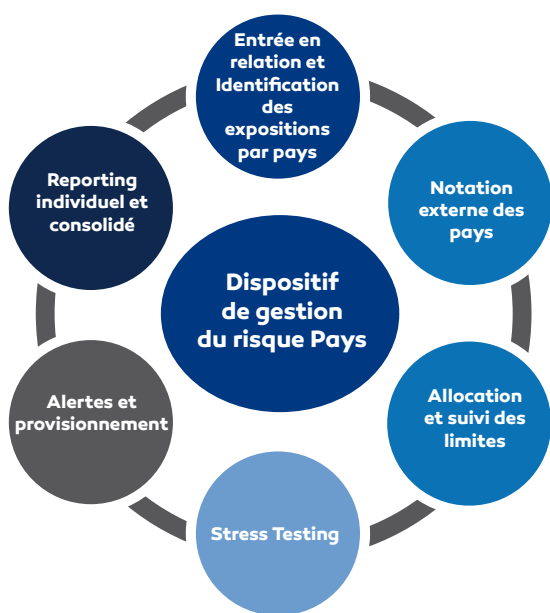 Entrée en
relation et
Identification
des
expositions
par pays
Notation
externe des
pays
Allocation
et suivi des
limites
Stress Testing
Alertes et
provisionnement
Reporting
individuel et
consolidé
Dispositif
de gestion
du risque Pays